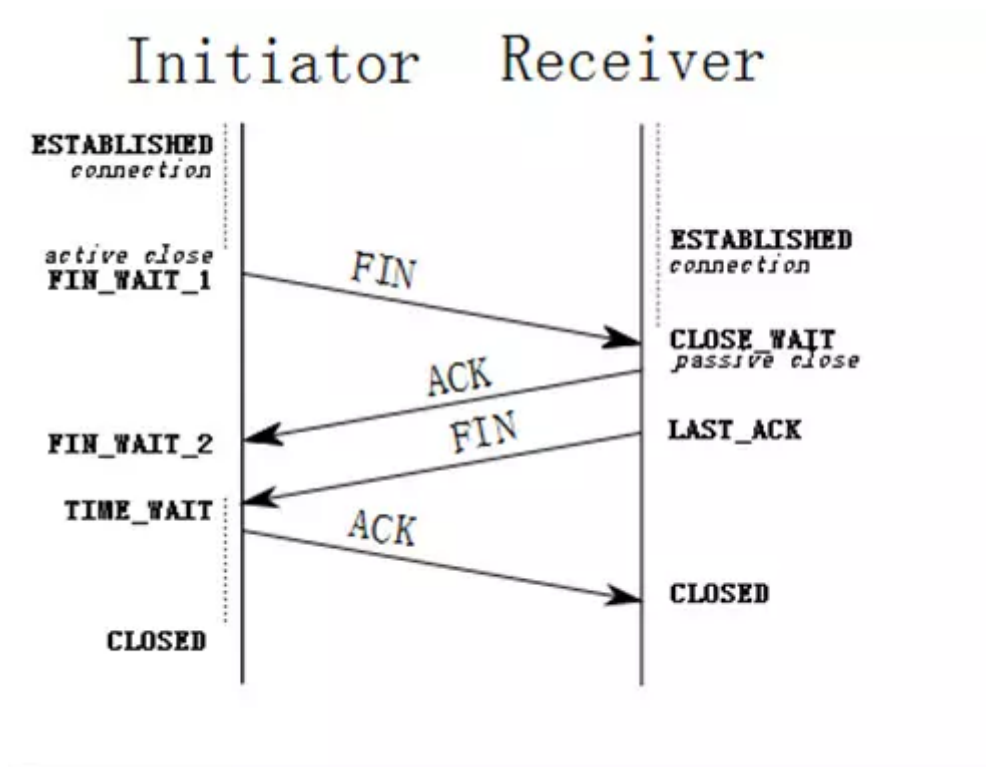 Initiator
Receiver
ESTABLISHED
connection
active close
FIN_WAIT_1
FIN
ESTABLISHED
connection
CLOSE_WAIT
passive close
ACK
FIN_WAIT_2
FIN
LAST_ACK
TIME_WAIT
ACK
CLOSED
CLOSED